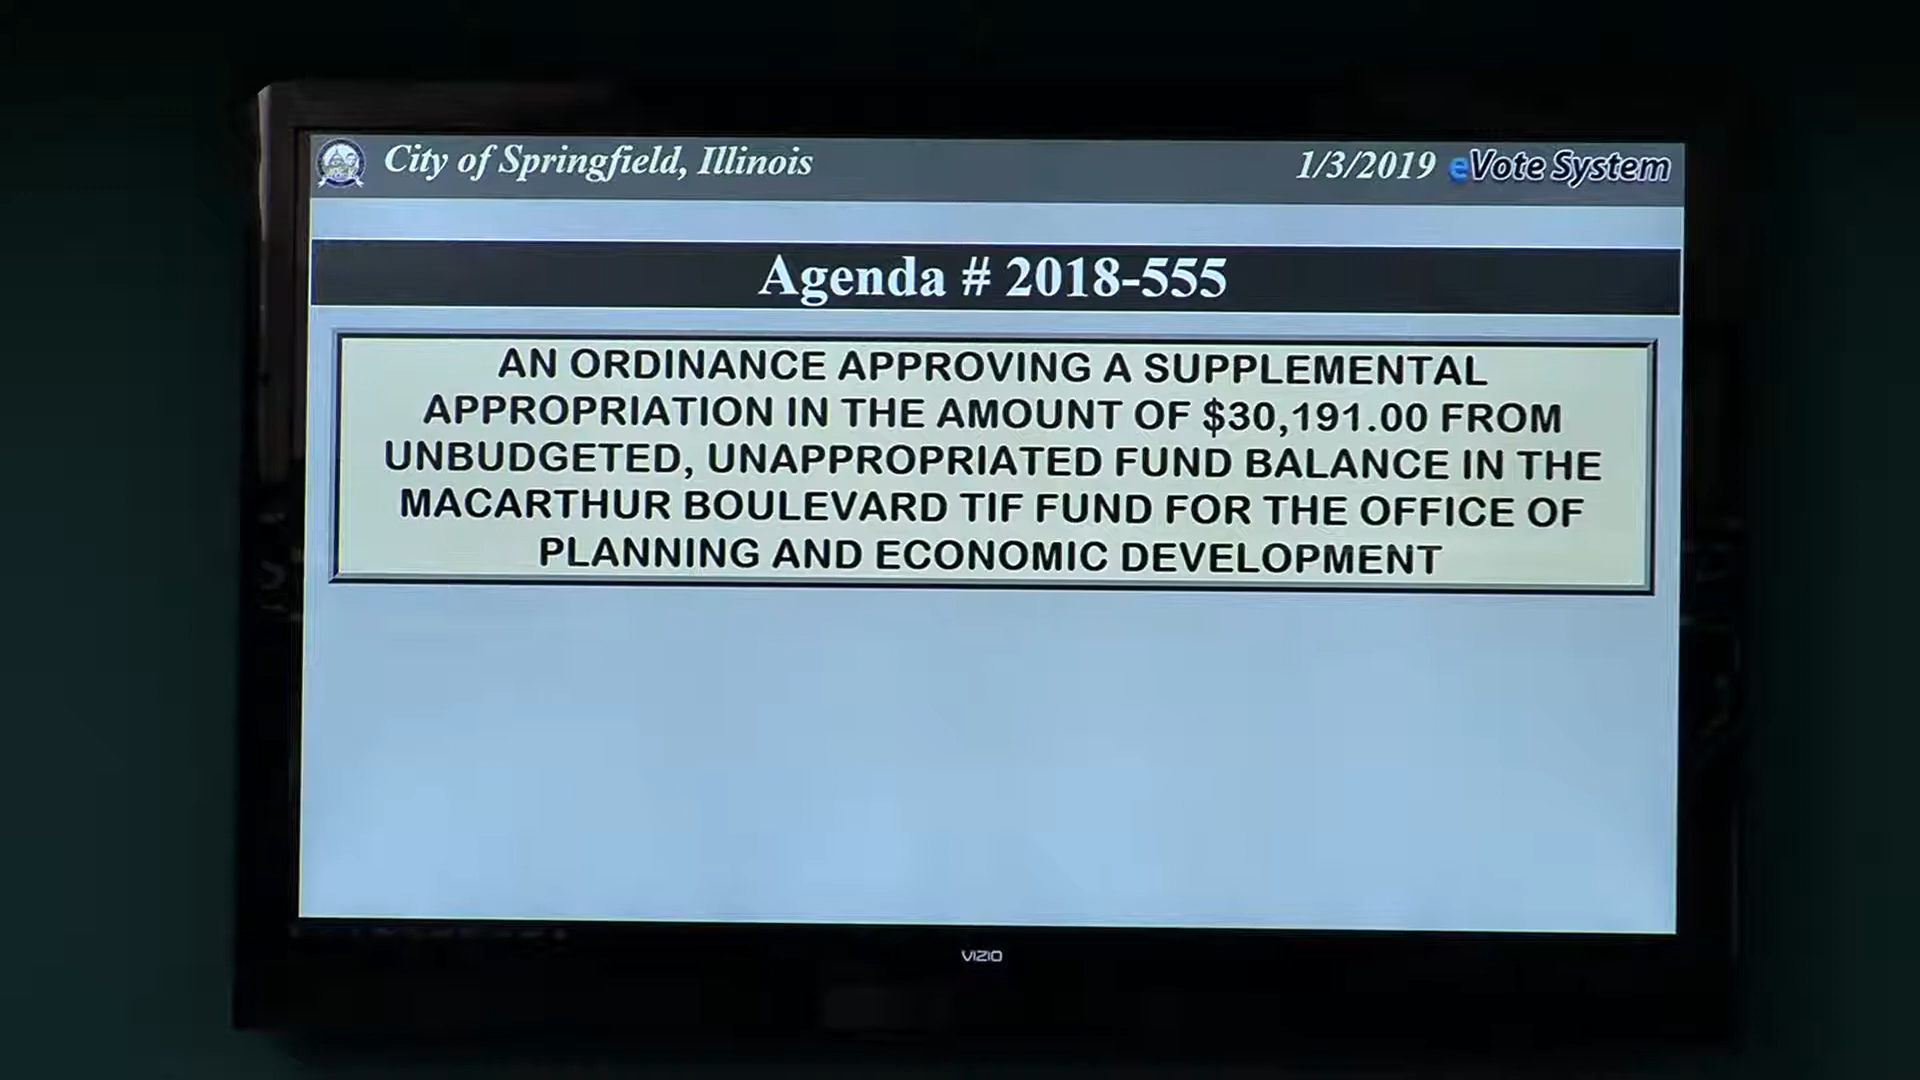 City of Springfield, Illinois
1/3/2019 eVote System
Agenda # 2018-555
AN ORDINANCE APPROVING A SUPPLEMENTAL
APPROPRIATION IN THE AMOUNT OF $30,191.00 FROM
UNBUDGETED, UNAPPROPRIATED FUND BALANCE IN THE
MACARTHUR BOULEVARD TIF FUND FOR THE OFFICE OF
PLANNING AND ECONOMIC DEVELOPMENT
VIZIO